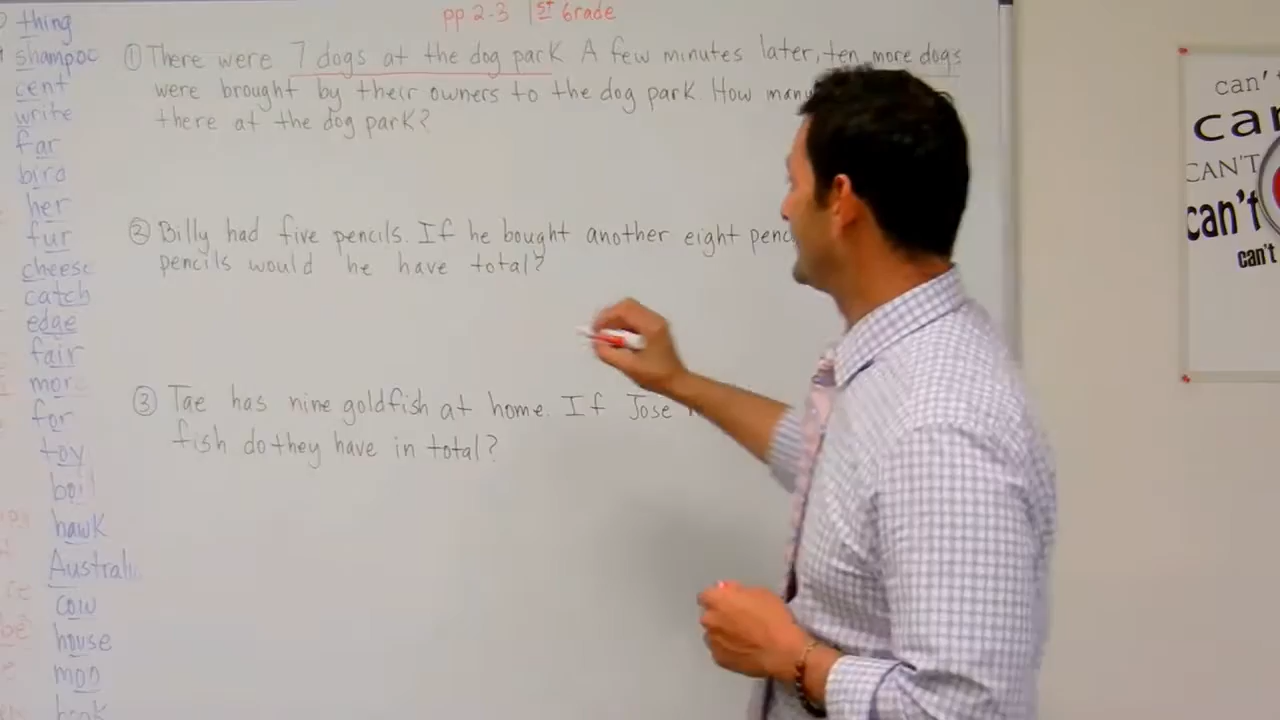 pp 2-3 1ST Grade
① There were 7 dogs at the dog park A few minutes later, ten more dogs
were brought by their owners to the dog park. How many
there at the dog park?
② Billy had five pencils. If he bought another eight
pencils would he have total?
③ Tae has nine goldfish at home. If Jose
fish do they have in total?
thing
shampoo
cent
write
far
bird
her
fur
cheese
catch
edge
fair
more
for
toy
boil
hawk
cow
house
book
can't
can
CAN'T
can't
can't